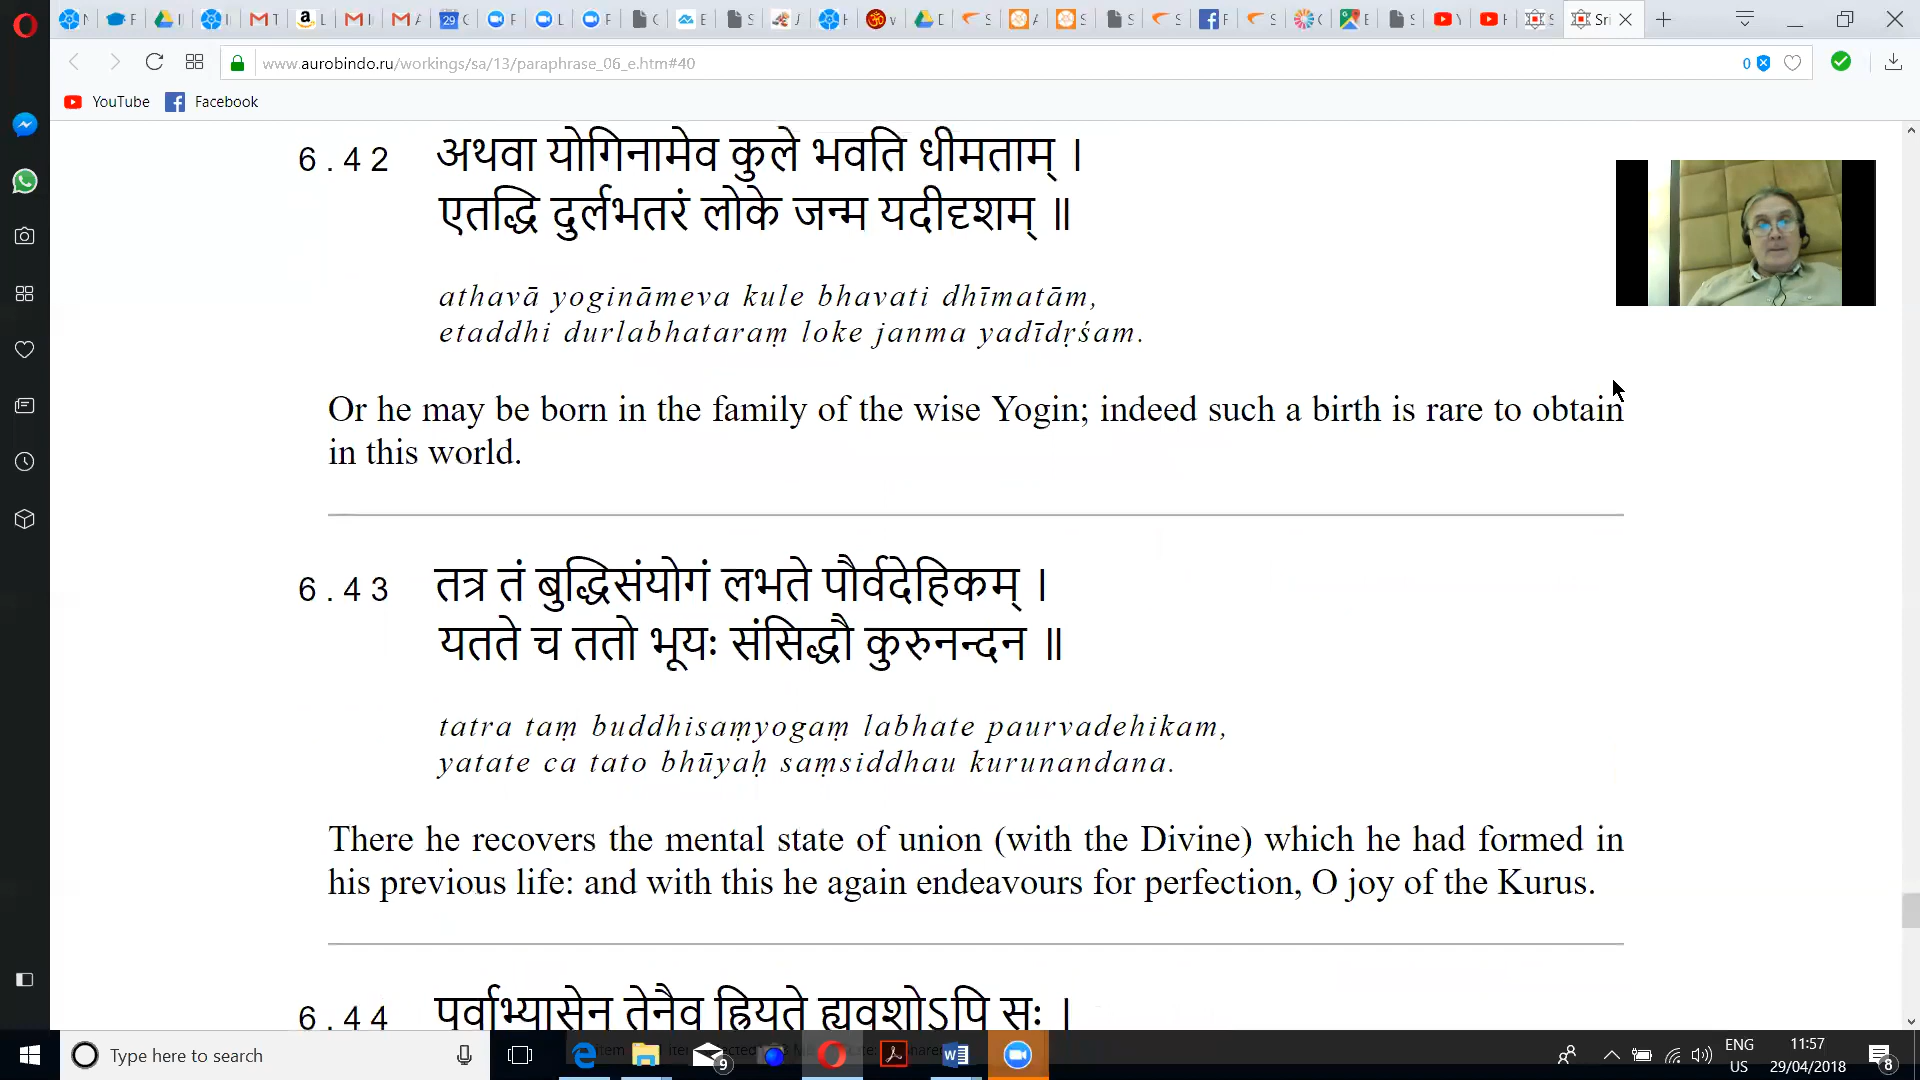 www.aurobindo.ru/workings/sa/13/paraphrase_06_e.htm#40
0
YouTube
Facebook
6.42
अथवा योगिनामेव कुले भवति धीमताम् ।
एतद्धि दुर्लभतरं लोके जन्म यदीदृशम् ॥
athavā yogināmeva kule bhavati dhīmatām,
etaddhi durlabhataraṃ loke janma yadīdṛśam.
Or he may be born in the family of the wise Yogin; indeed such a birth is rare to obtain
in this world.
6.43
तत्र तं बुद्धिसंयोगं लभते पौर्वदेहिकम् ।
यतते च ततो भूयः संसिद्धौ कुरुनन्दन ॥
tatra taṃ buddhisaṃyogaṃ labhate paurvadehikam,
yatate ca tato bhūyaḥ saṃsiddhau kurunandana.
There he recovers the mental state of union (with the Divine) which he had formed in
his previous life: and with this he again endeavours for perfection, O joy of the Kurus.
6.44
पूर्वाभ्यासेन तेनैव ह्रियते ह्यवशोऽपि सः ।
Type here to search
9
ENG
US
11:57
29/04/2018
8